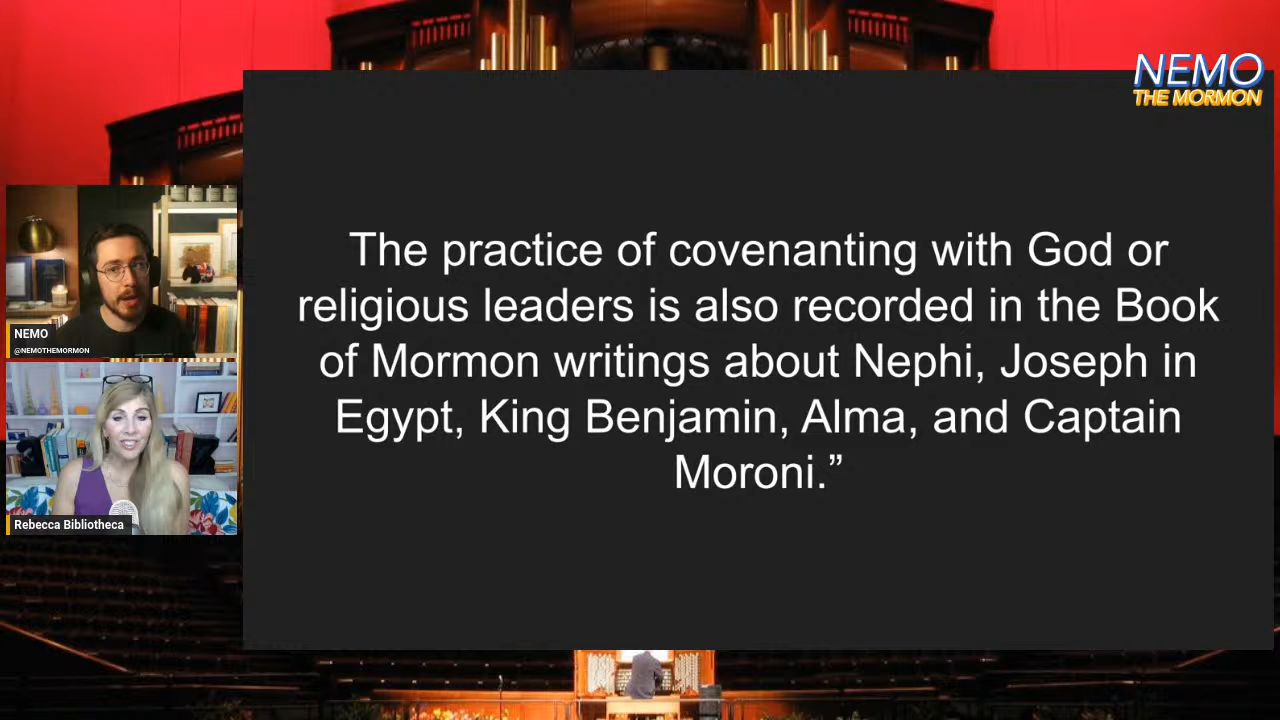 NEMO
THE MORMON
The practice of covenanting with God or
religious leaders is also recorded in the Book
of Mormon writings about Nephi, Joseph in
Egypt, King Benjamin, Alma, and Captain
Moroni.”
NEMO
@NEMOTHEMORMON
Rebecca Bibliotheca